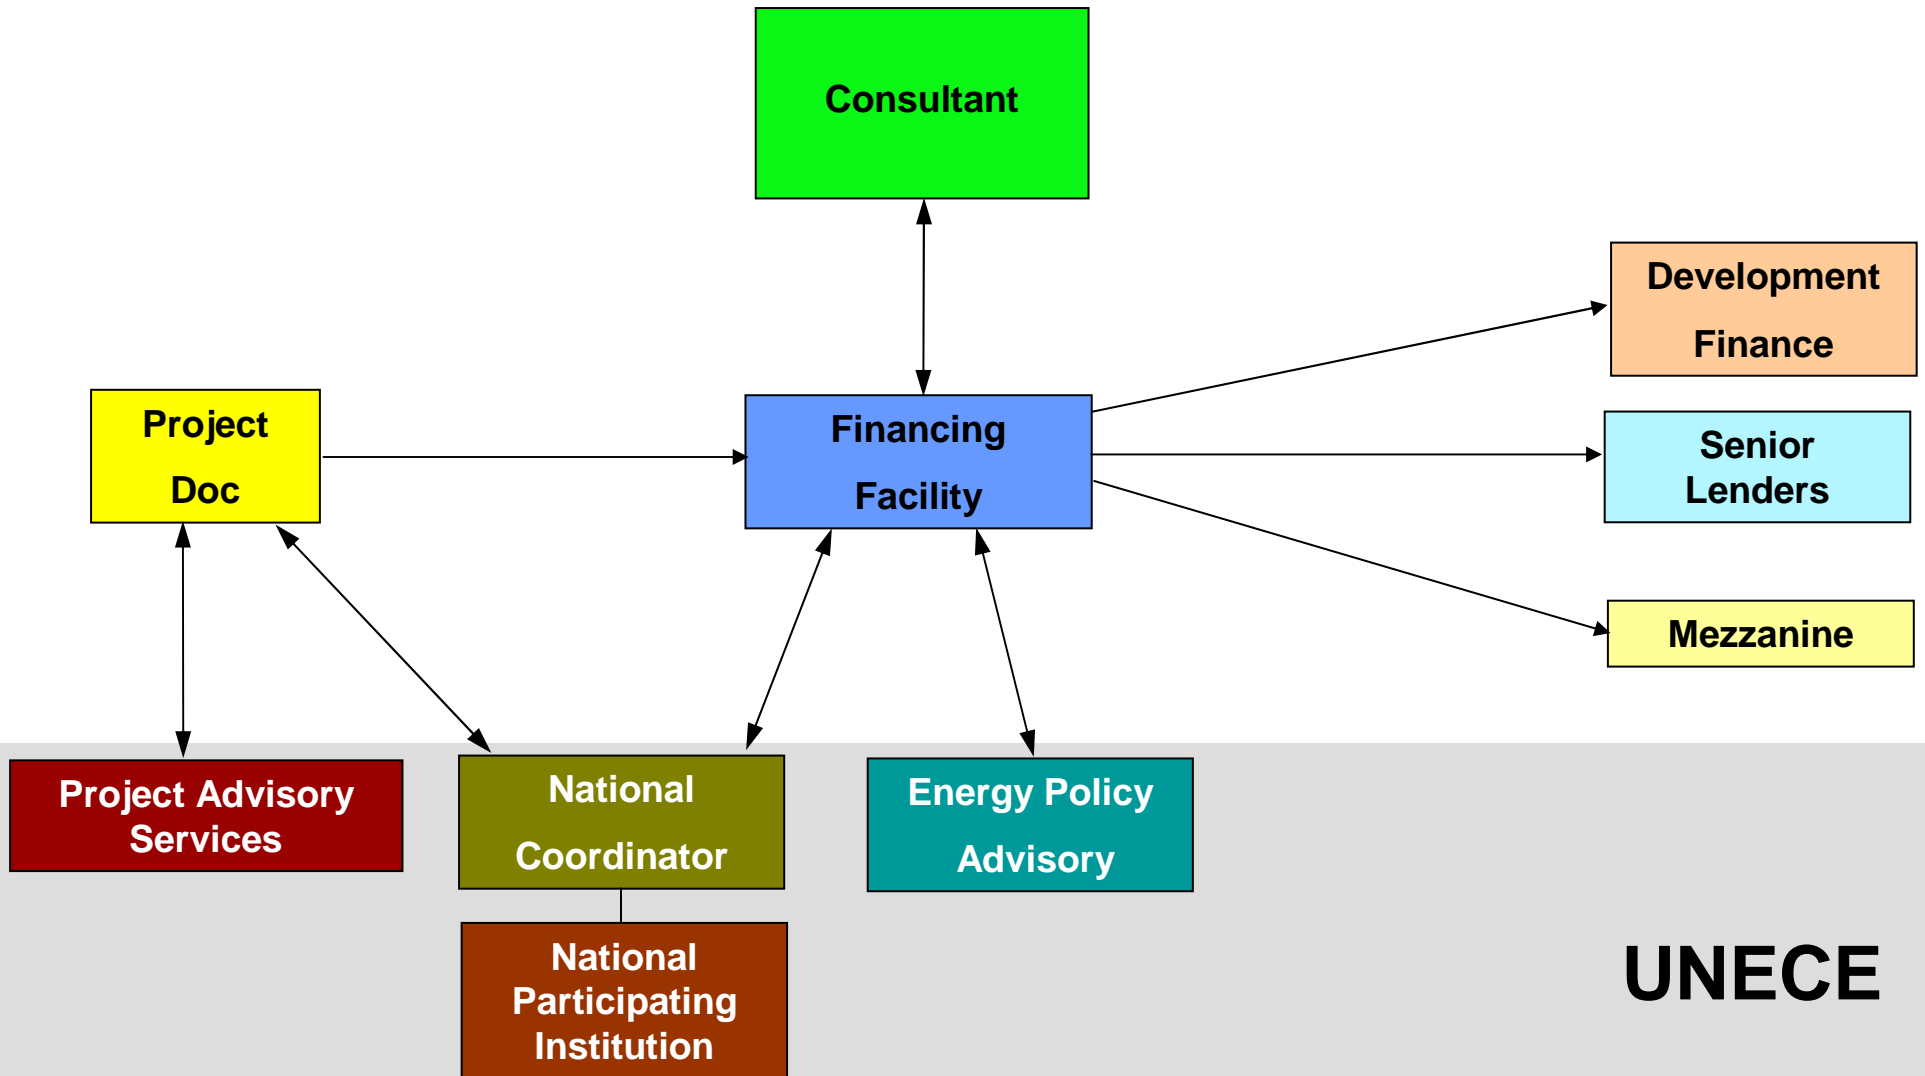 Consultant
Development
Finance
Project
Doc
Financing
Facility
Senior
Lenders
Mezzanine
Project Advisory
Services
National
Coordinator
Energy Policy
Advisory
National
Participating
Institution
UNECE